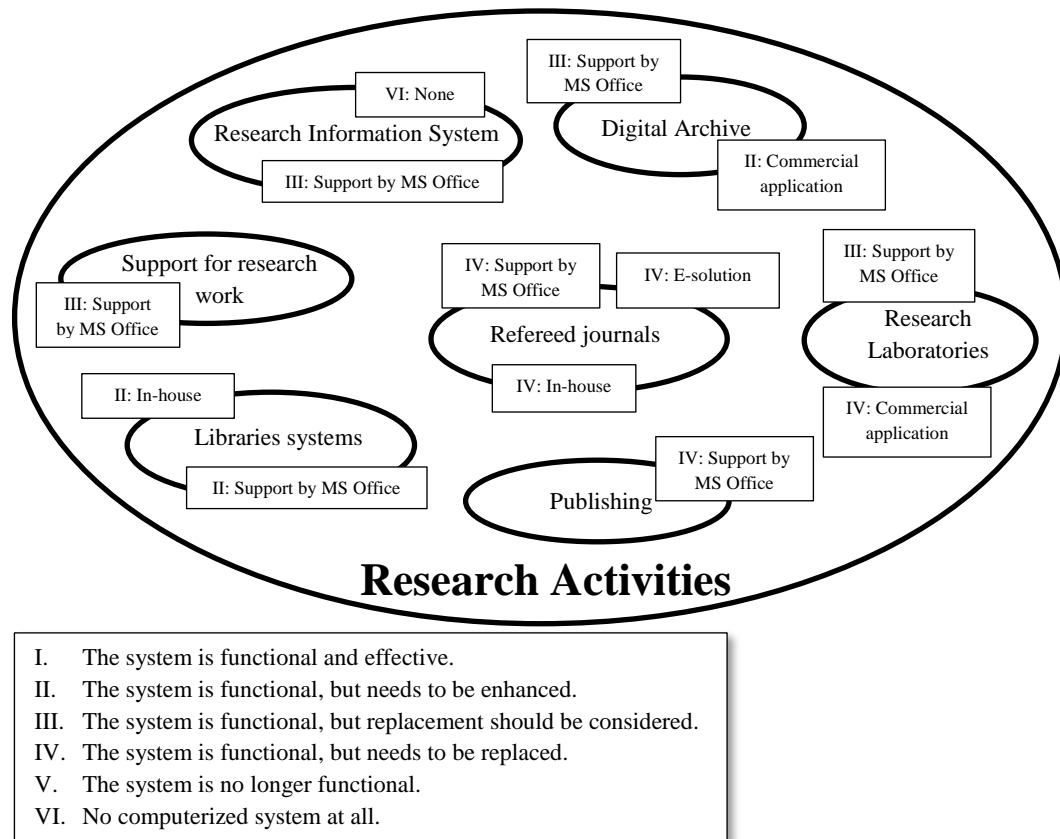 III: Support by
MS Office
VI: None
Research Information System
III: Support by MS Office
Digital Archive
II: Commercial
application
Support for research
work
III: Support
by MS Office
IV: Support by
MS Office
IV: E-solution
Refereed journals
IV: In-house
III: Support by
MS Office
Research
Laboratories
IV: Commercial
application
II: In-house
Libraries systems
II: Support by MS Office
IV: Support by
MS Office
Publishing
Research Activities
I. The system is functional and effective.
II. The system is functional, but needs to be enhanced.
III. The system is functional, but replacement should be considered.
IV. The system is functional, but needs to be replaced.
V. The system is no longer functional.
VI. No computerized system at all.